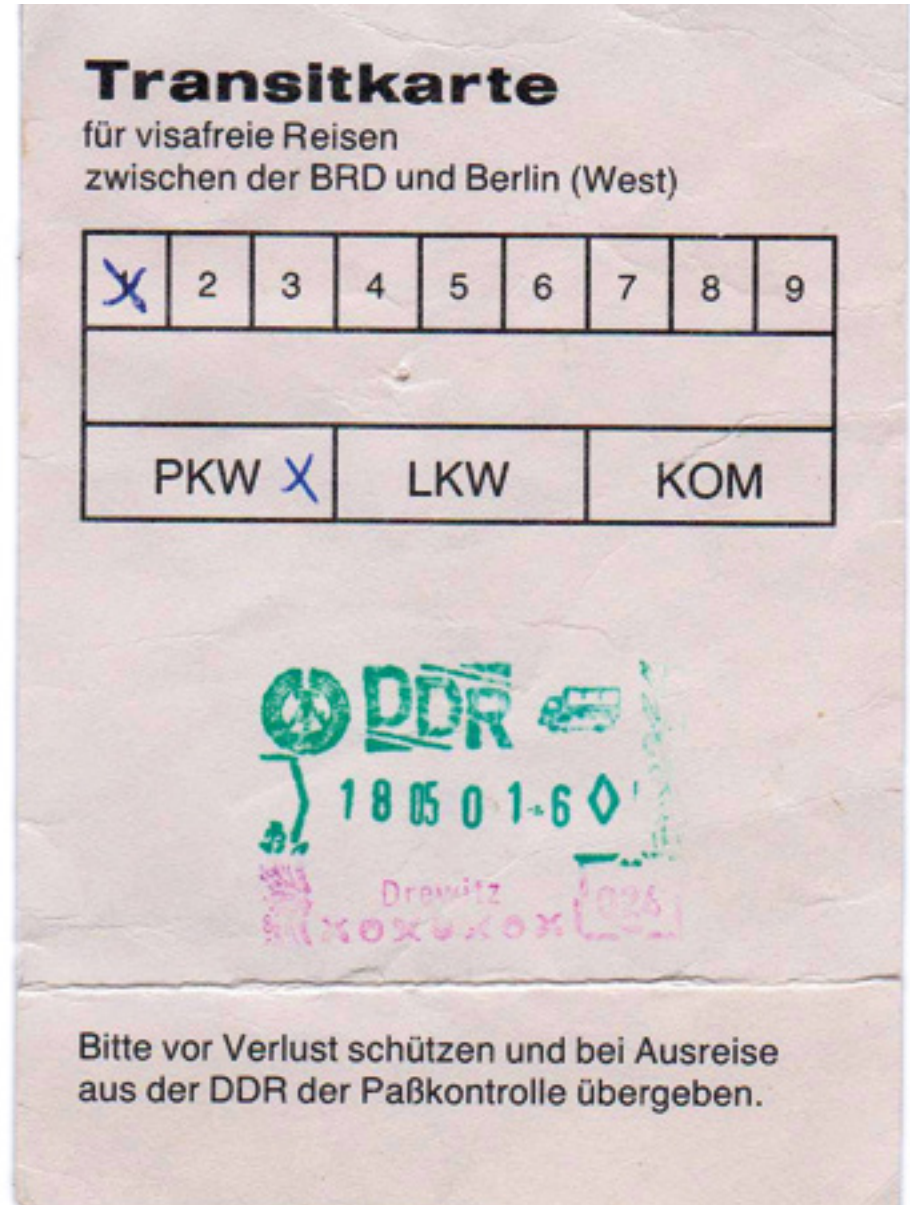 Transitkarte
für visafreie Reisen
zwischen der BRD und Berlin (West)
1 2 3 4 5 6 7 8 9
PKW X LKW KOM
DDR
18 05 0 1-6
Drewitz 024
Bitte vor Verlust schützen und bei Ausreise
aus der DDR der Paßkontrolle übergeben.